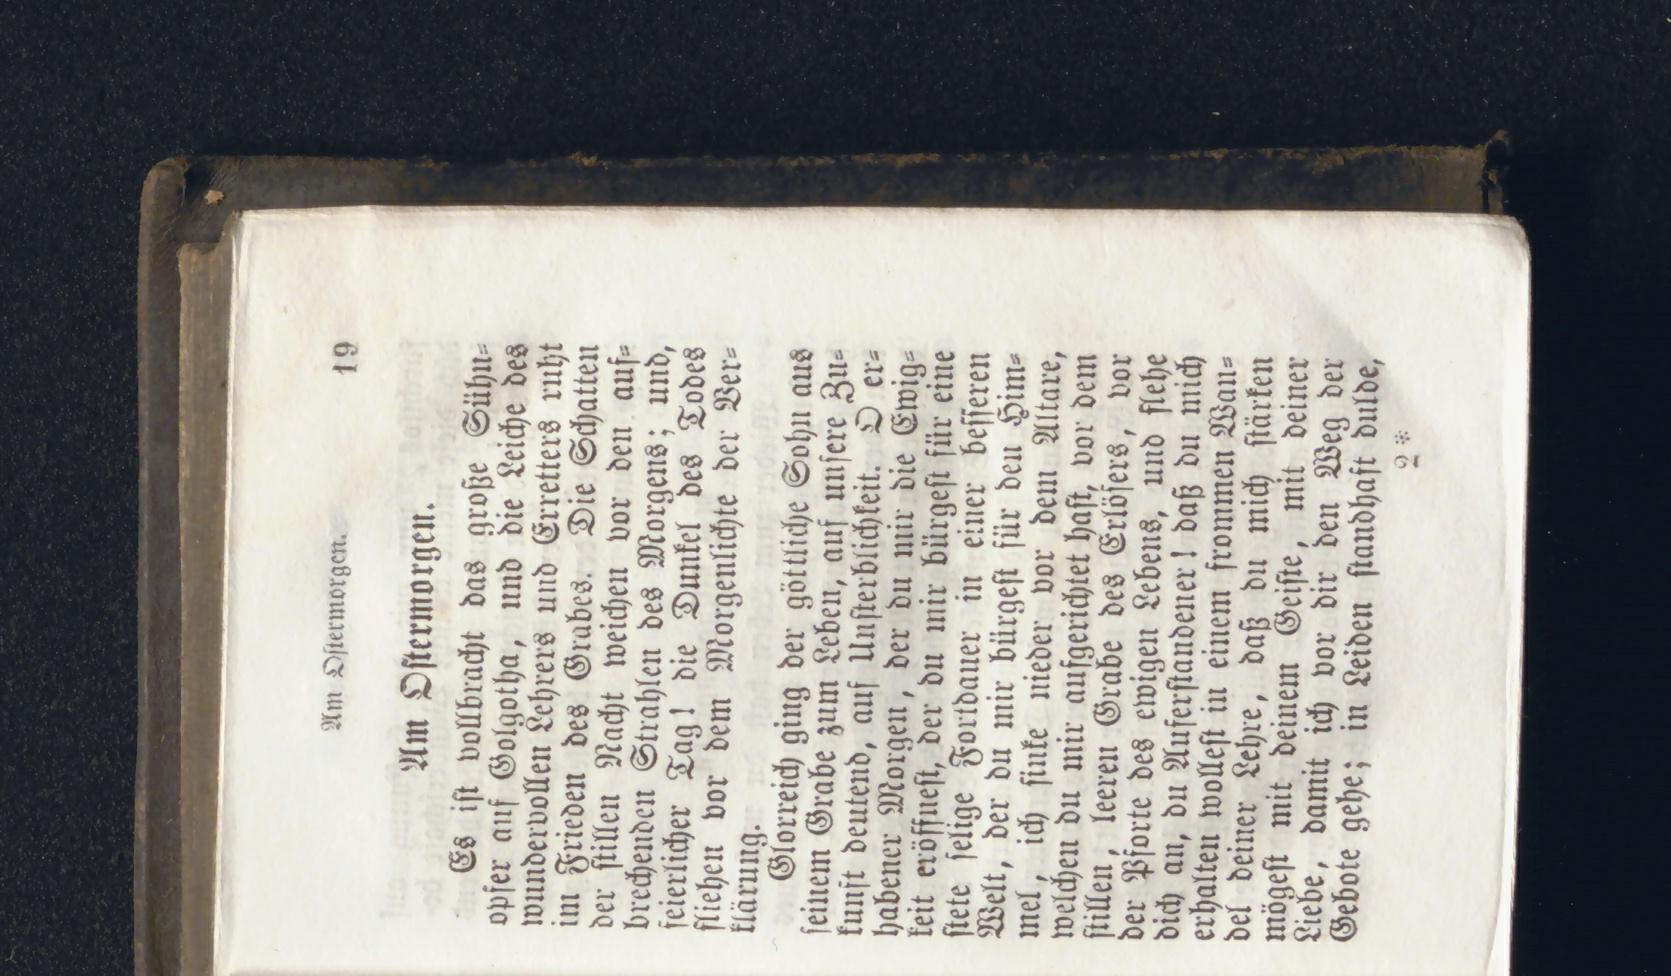 Am Ostermorgen. 19
Am Ostermorgen.
Es ist vollbracht das große Sühn=
opfer auf Golgotha, und die Leiche des
wundervollen Lehrers und Erretters ruht
im Frieden des Grabes. Die Schatten
der stillen Nacht weichen vor den auf=
brechenden Strahlen des Morgens; und,
feierlicher Tag! die Dunkel des Todes
fliehen vor dem Morgenlichte der Ver=
klärung.
Glorreich ging der göttliche Sohn aus
seinem Grabe zum Leben, auf unsere Zu=
kunft deutend, auf Unsterblichkeit. O er=
habener Morgen, der du mir die Ewig=
keit eröffnest, der du mir bürgest für eine
stete selige Fortdauer in einer besseren
Welt, der du mir bürgest für den Him=
mel, ich sinke nieder vor dem Altare,
welchen du mir aufgerichtet hast, vor dem
stillen, leeren Grabe des Erlösers, vor
der Pforte des ewigen Lebens, und flehe
dich an, du Auferstandener! daß du mich
erhalten wollest in einem frommen Wan=
del deiner Lehre, daß du mich stärken
mögest mit deinem Geiste, mit deiner
Liebe, damit ich vor dir den Weg der
Gebote gehe; in Leiden standhaft dulde,
2*